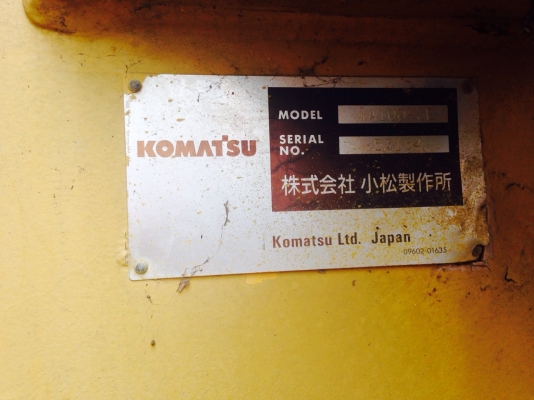 KOMATSU
MODEL
SERIAL
NO.
株式会社 小松製作所
Komatsu Ltd. Japan
09602-01635